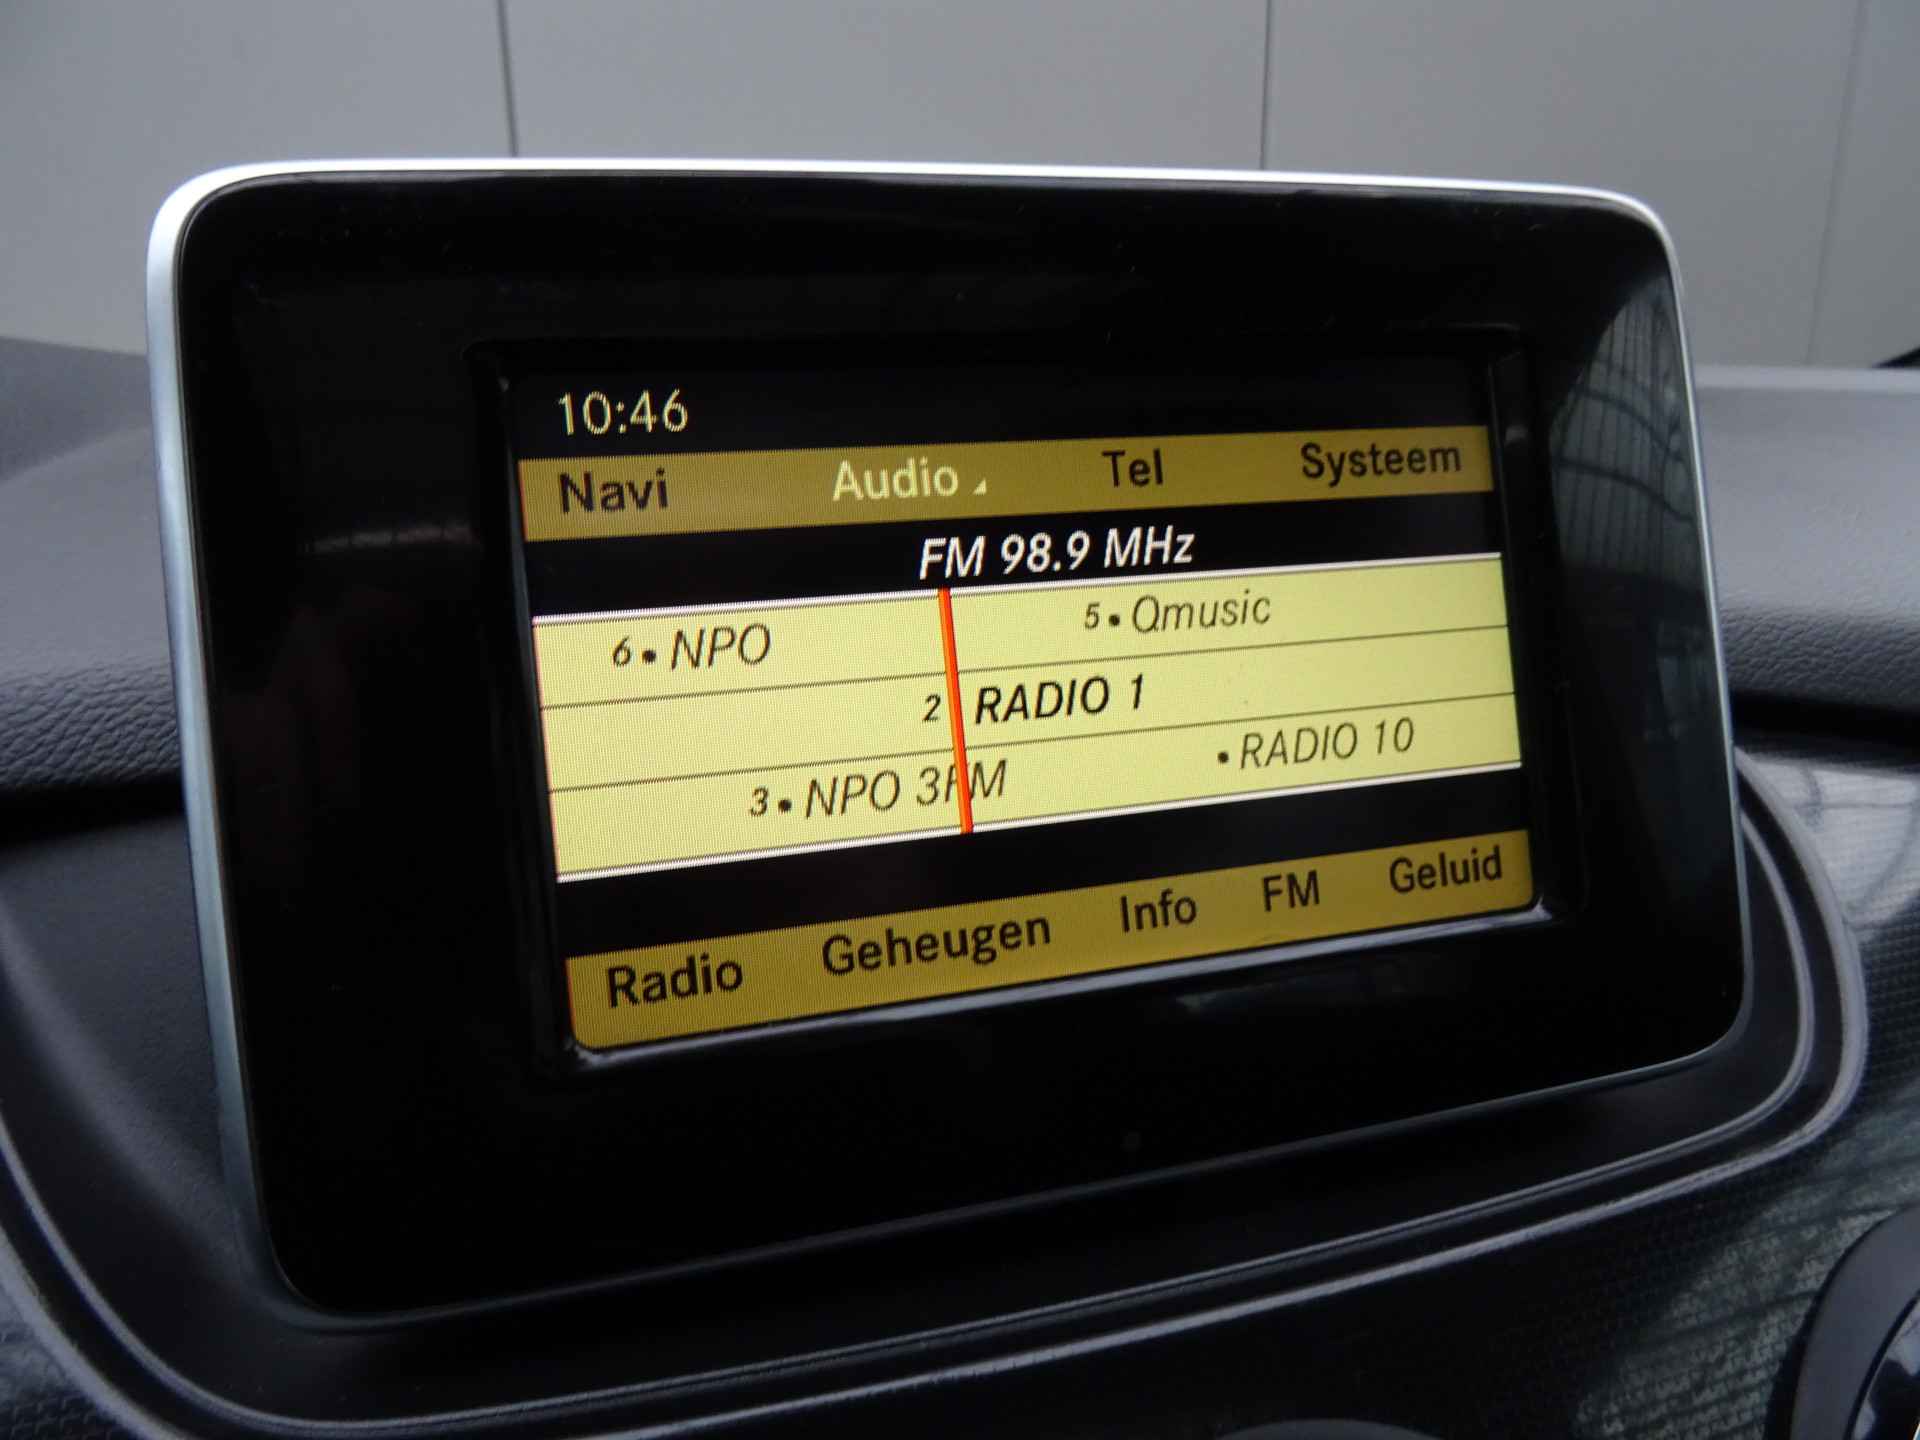 10:46
Navi Audio Tel Systeem
FM 98.9 MHz
6 • NPO 5 • Qmusic
2 RADIO 1
3 • NPO 3FM • RADIO 10
Radio Geheugen Info FM Geluid